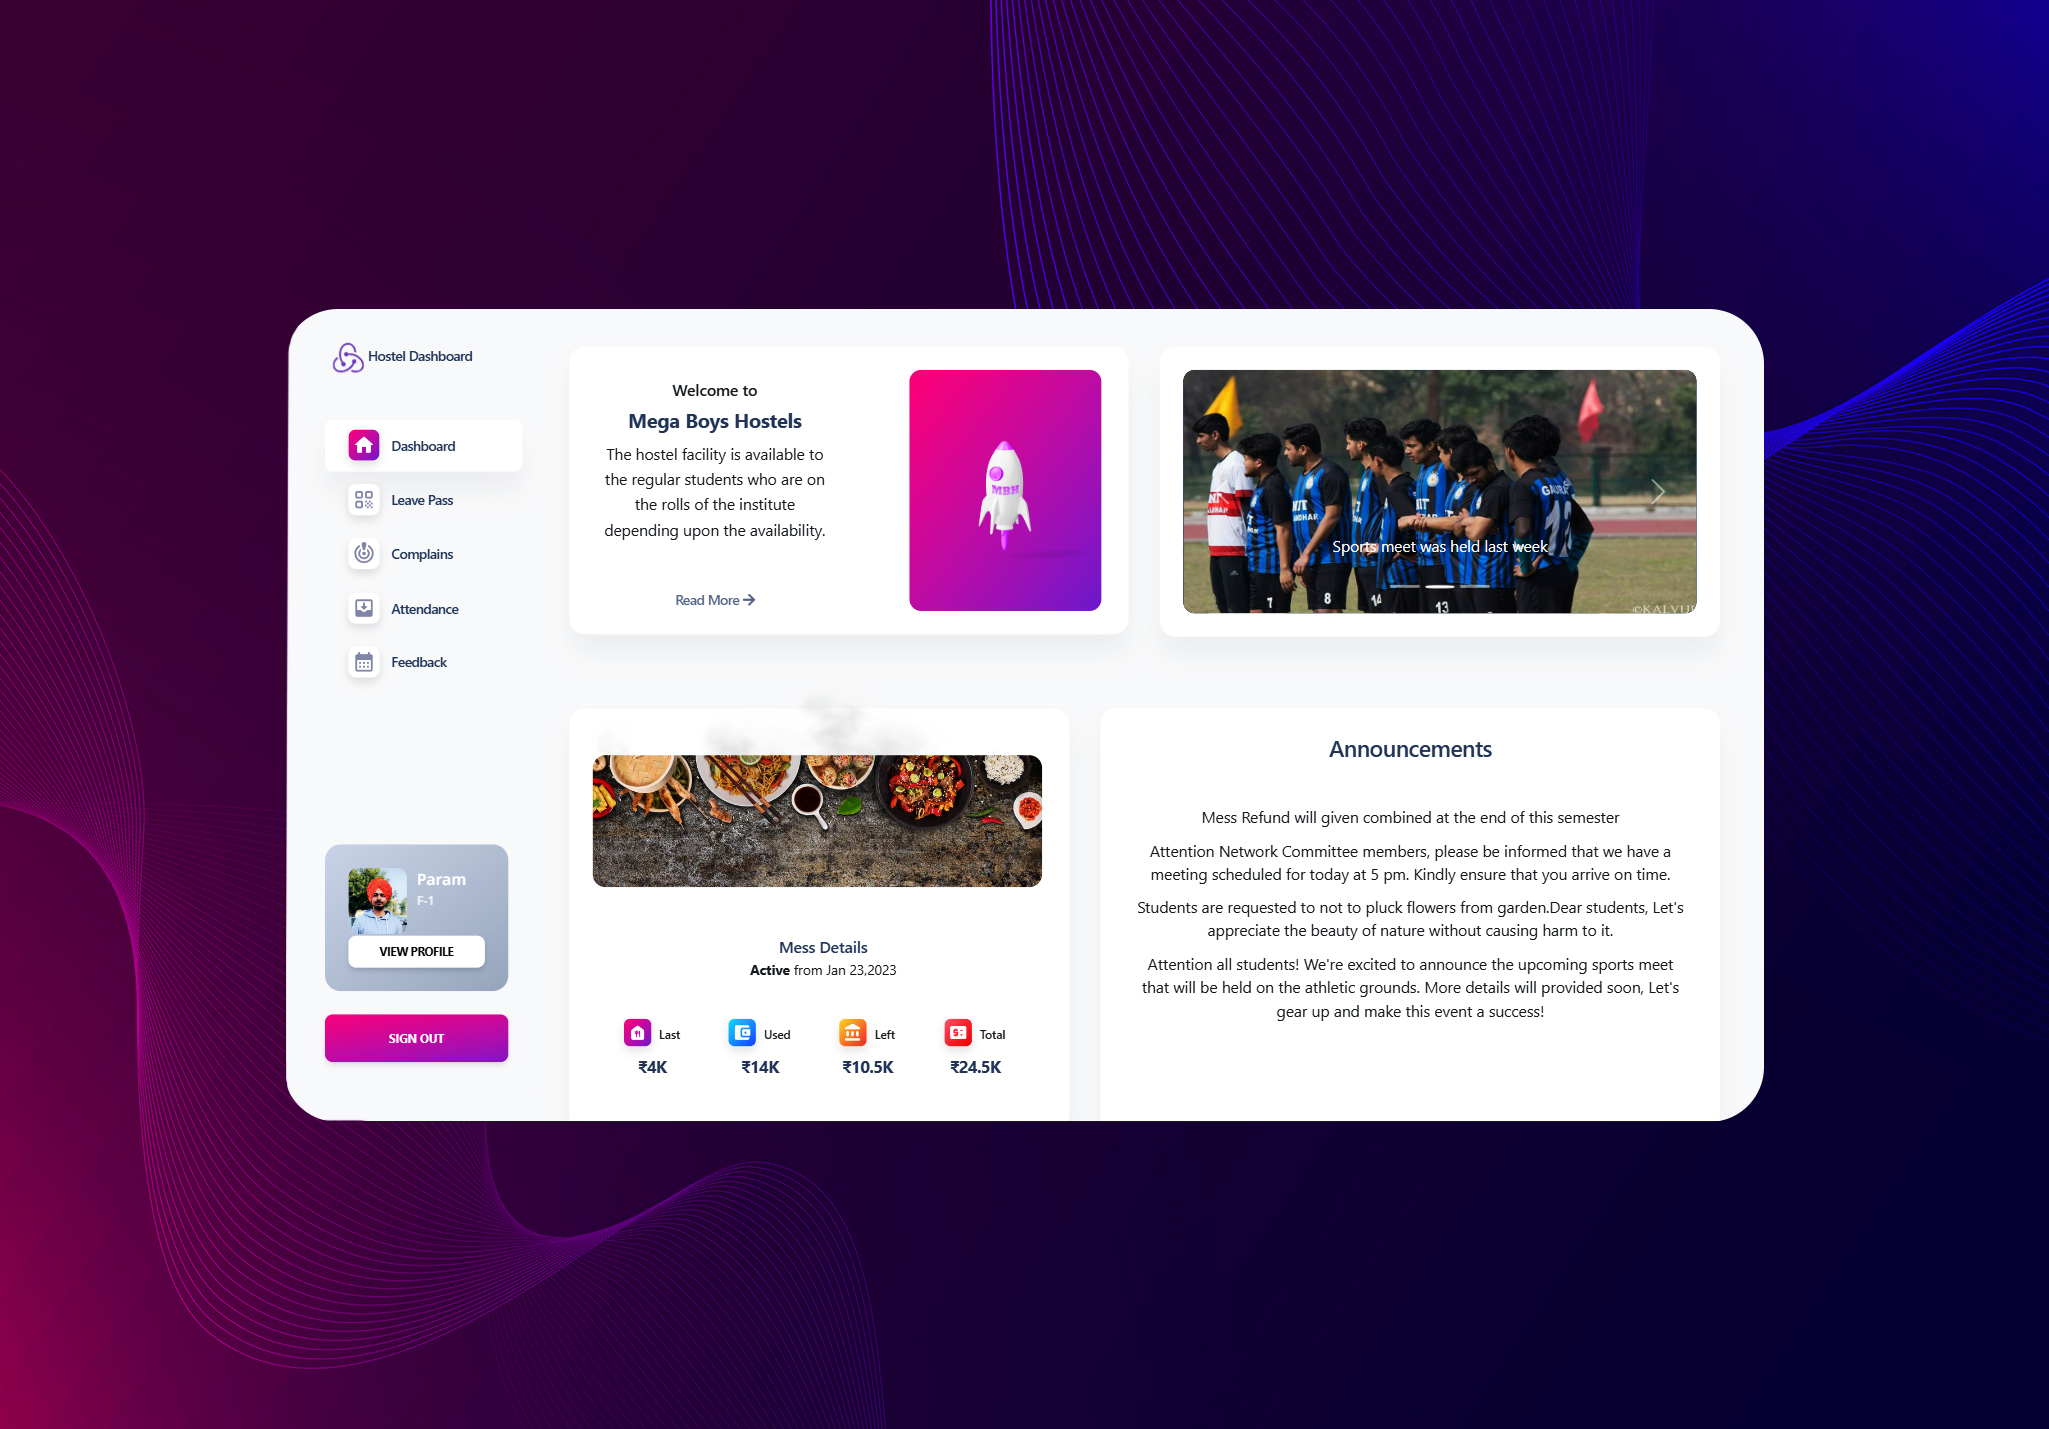 Hostel Dashboard
Dashboard
Leave Pass
Complains
Attendance
Feedback
Param
F-1
VIEW PROFILE
SIGN OUT
Welcome to
Mega Boys Hostels
The hostel facility is available to
the regular students who are on
the rolls of the institute
depending upon the availability.
Read More
MBH
Sports meet was held last week
7
8
14
13
12
©KALVUN
Mess Details
Active from Jan 23,2023
Last
Used
Left
Total
₹4K
₹14K
₹10.5K
₹24.5K
Announcements
Mess Refund will given combined at the end of this semester
Attention Network Committee members, please be informed that we have a
meeting scheduled for today at 5 pm. Kindly ensure that you arrive on time.
Students are requested to not to pluck flowers from garden.Dear students, Let's
appreciate the beauty of nature without causing harm to it.
Attention all students! We're excited to announce the upcoming sports meet
that will be held on the athletic grounds. More details will provided soon, Let's
gear up and make this event a success!